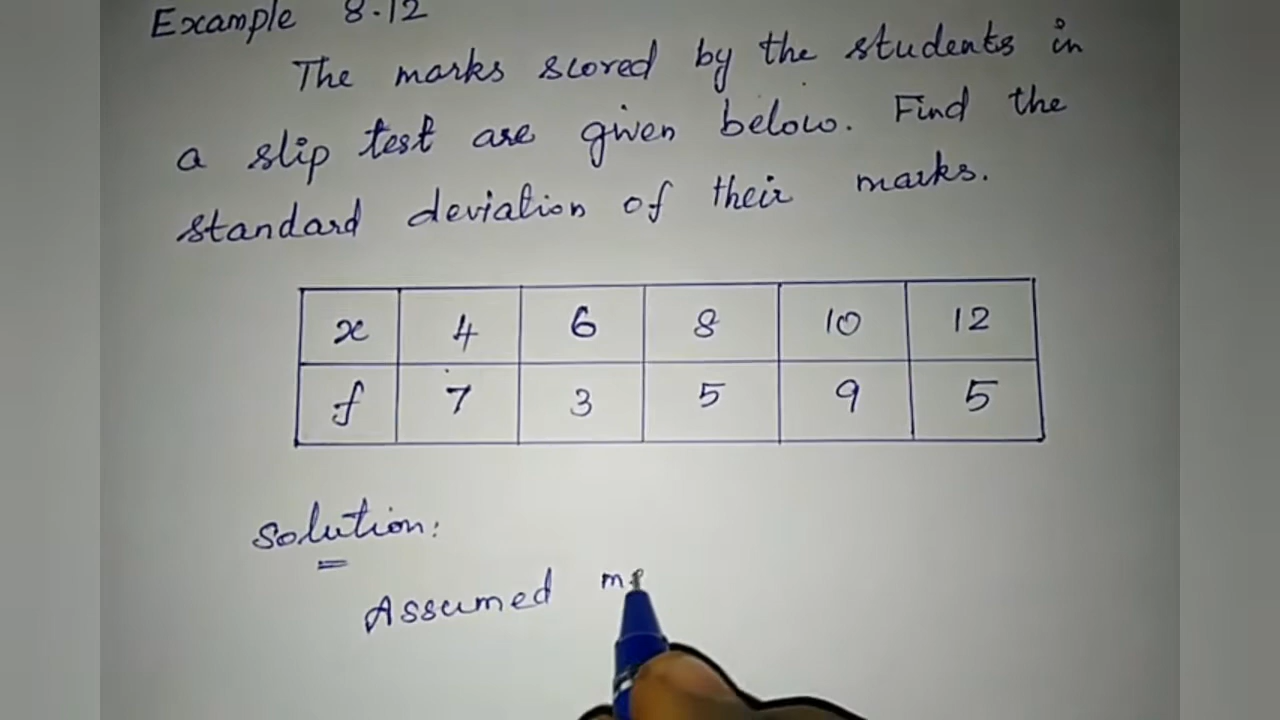 Example 8.12
The marks scored by the students in
a slip test are given below. Find the
standard deviation of their marks.
x 4 6 8 10 12
f 7 3 5 9 5
Solution:
Assumed